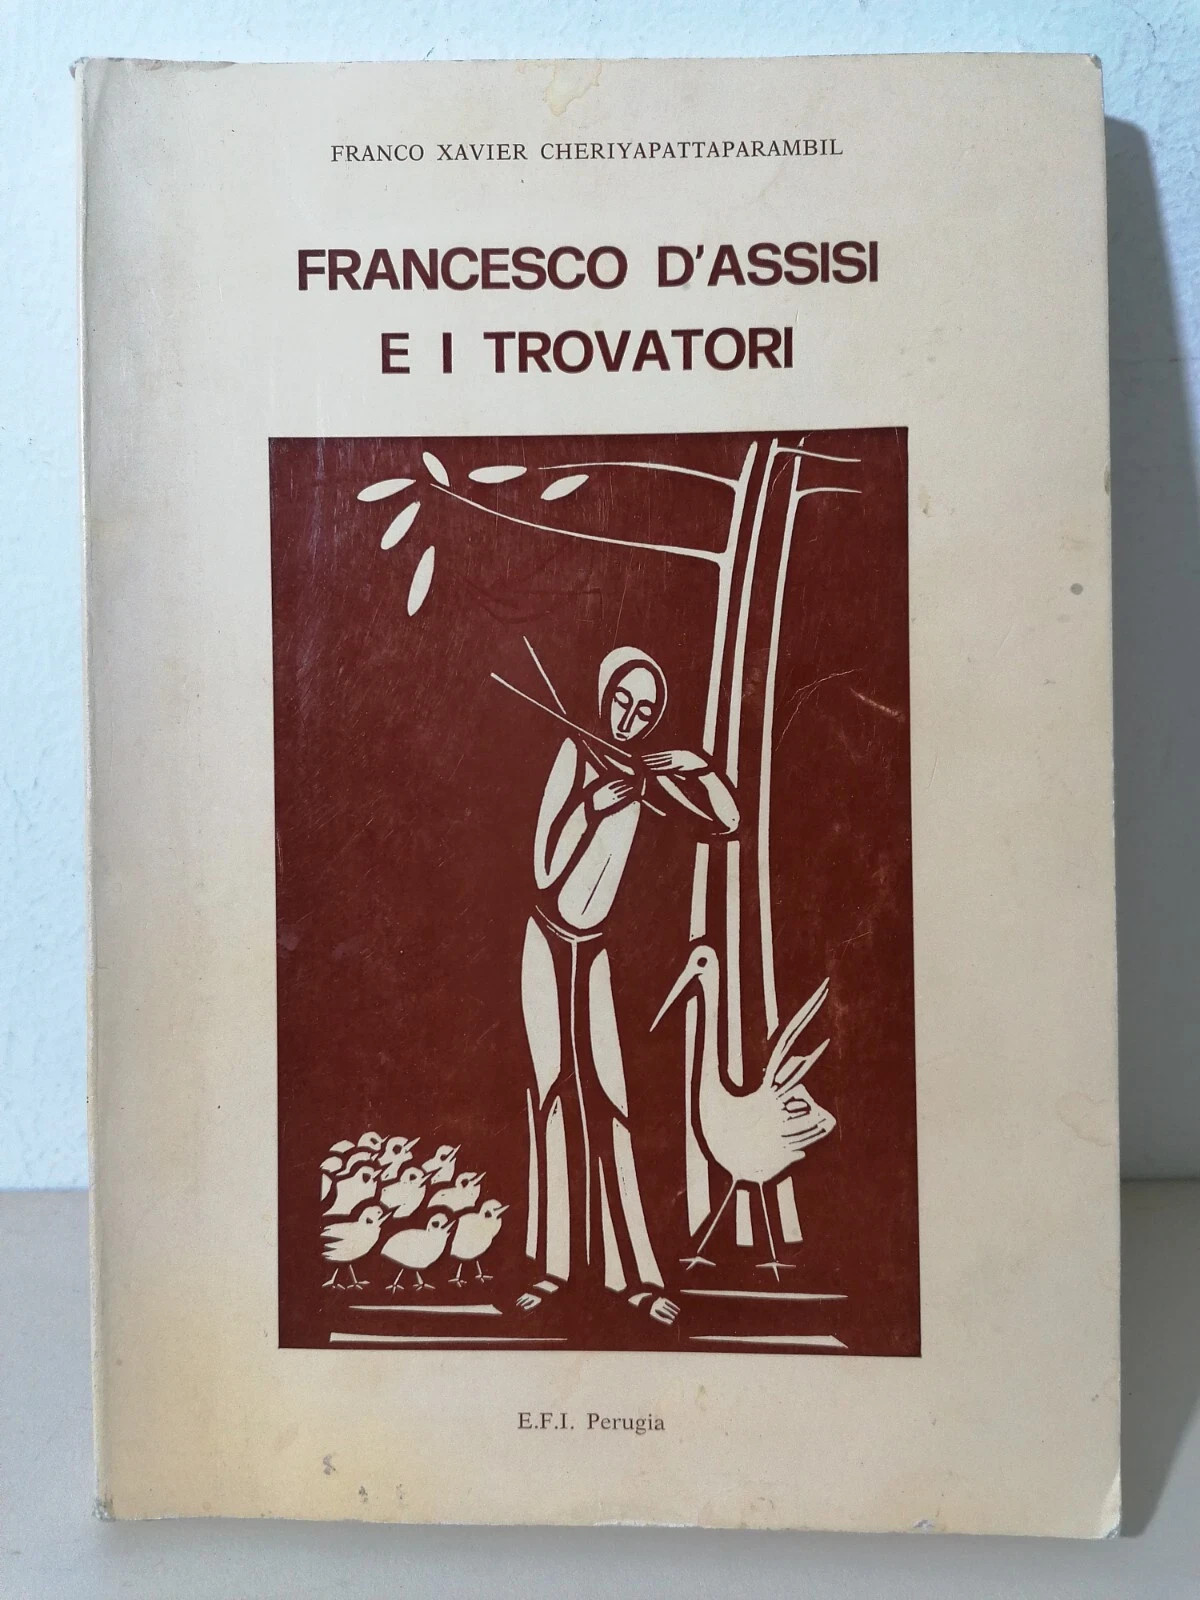 FRANCO XAVIER CHERIYAPATTAPARAMBIL
FRANCESCO D'ASSISI
E I TROVATORI
E.F.I. Perugia